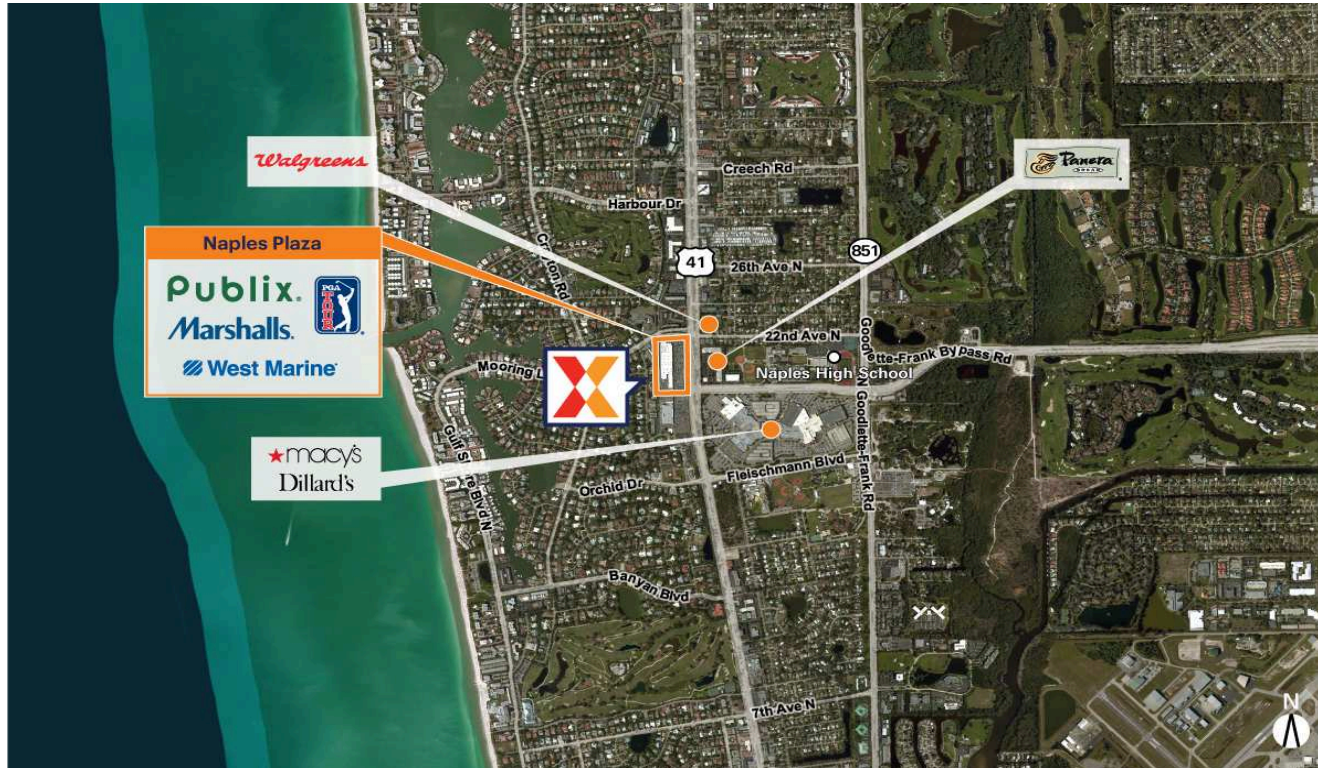 Walgreens
Panera
BREAD
Creech Rd
Harbour Dr
Naples Plaza
Publix.
PGA
TOUR
Marshalls.
West Marine
Crayton Rd
41
851
26th Ave N
22nd Ave N
Goodlette-Frank Bypass Rd
Naples High School
Mooring L
N Goodlette-Frank Rd
★macy's
Dillard's
Gulf Shore Blvd N
Orchid Dr
Fleischmann Blvd
Banyan Blvd
7th Ave N
N